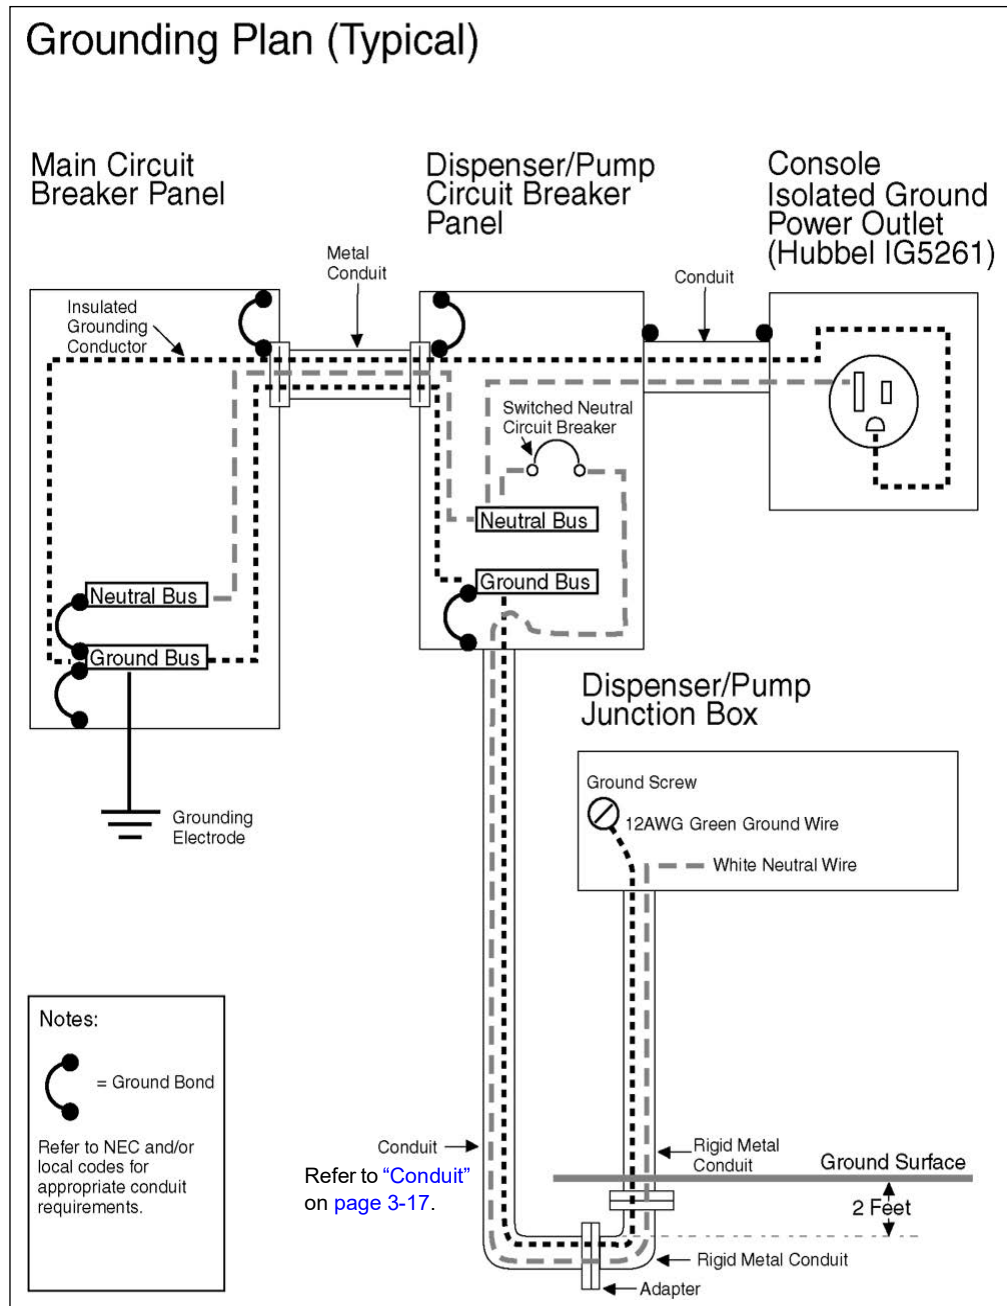 Grounding Plan (Typical)
Main Circuit
Breaker Panel
Dispenser/Pump
Circuit Breaker
Panel
Console
Isolated Ground
Power Outlet
(Hubbel IG5261)
Metal
Conduit
Conduit
Insulated
Grounding
Conductor
Switched Neutral
Circuit Breaker
Neutral Bus
Ground Bus
Neutral Bus
Ground Bus
Grounding
Electrode
Dispenser/Pump
Junction Box
Ground Screw
12AWG Green Ground Wire
White Neutral Wire
Notes:
= Ground Bond
Refer to NEC and/or
local codes for
appropriate conduit
requirements.
Conduit
Refer to “Conduit”
on page 3-17.
Rigid Metal
Conduit
Ground Surface
2 Feet
Rigid Metal Conduit
Adapter